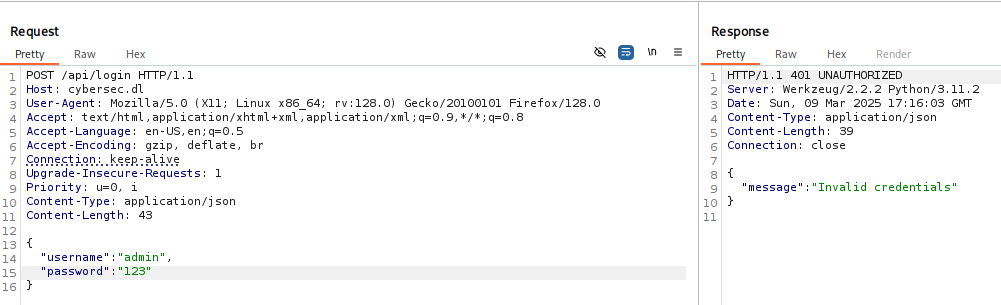 Request
Pretty Raw Hex
\n
1 POST /api/login HTTP/1.1
2 Host: cybersec.dl
3 User-Agent: Mozilla/5.0 (X11; Linux x86_64; rv:128.0) Gecko/20100101 Firefox/128.0
4 Accept: text/html,application/xhtml+xml,application/xml;q=0.9,*/*;q=0.8
5 Accept-Language: en-US,en;q=0.5
6 Accept-Encoding: gzip, deflate, br
7 Connection: keep-alive
8 Upgrade-Insecure-Requests: 1
9 Priority: u=0, i
10 Content-Type: application/json
11 Content-Length: 43
12
13 {
14 "username":"admin",
15 "password":"123"
16 }
Response
Pretty Raw Hex Render
1 HTTP/1.1 401 UNAUTHORIZED
2 Server: Werkzeug/2.2.2 Python/3.11.2
3 Date: Sun, 09 Mar 2025 17:16:03 GMT
4 Content-Type: application/json
5 Content-Length: 39
6 Connection: close
7
8 {
9 "message":"Invalid credentials"
10 }
11